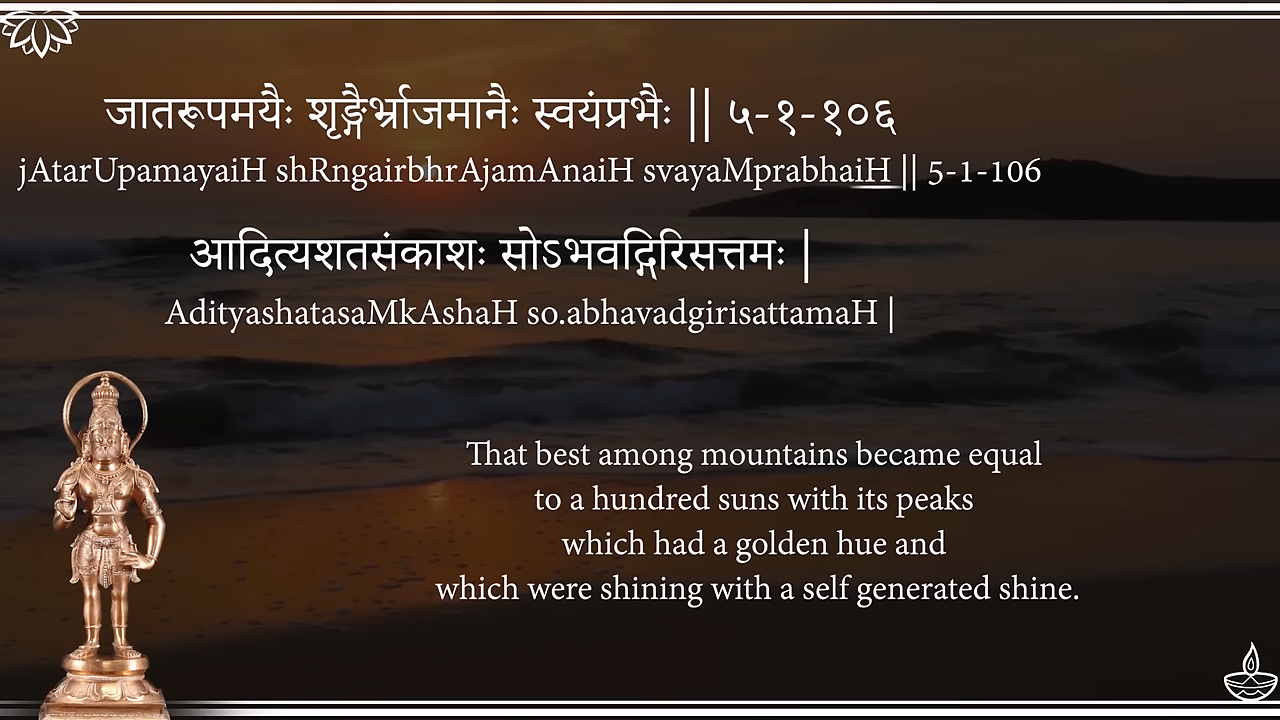 जातरूपमयैः शृङ्गैर्भ्राजमानैः स्वयंप्रभैः || ५-१-१०६
jAtarUpamayaiH shRngairbhrAjamAnaiH svayaMprabhaiH || 5-1-106
आदित्यशतसंकाशः सोऽभवद्गिरिसत्तमः |
AdityashatasaMkAshaH so.abhavadgirisattamaH |
That best among mountains became equal
to a hundred suns with its peaks
which had a golden hue and
which were shining with a self generated shine.